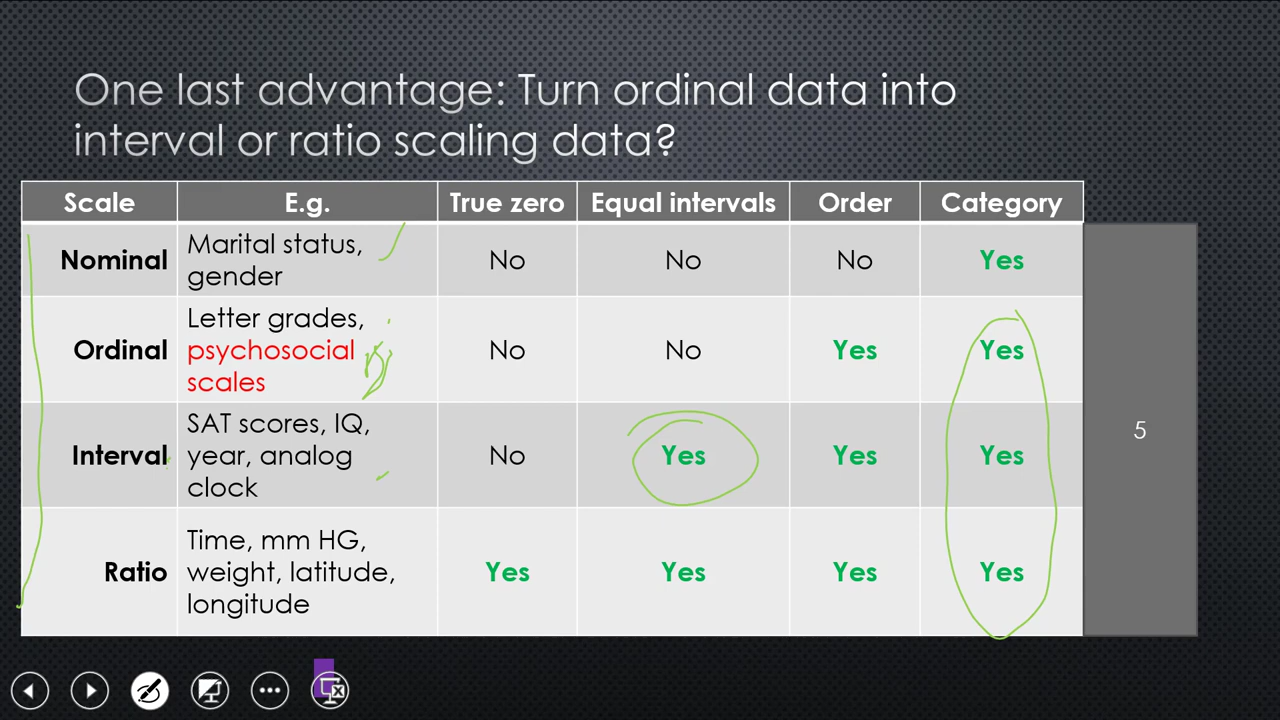 One last advantage: Turn ordinal data into
interval or ratio scaling data?
Scale E.g. True zero Equal intervals Order Category
Nominal Marital status, gender No No No Yes
Ordinal Letter grades, psychosocial scales No No Yes Yes
Interval SAT scores, IQ, year, analog clock No Yes Yes Yes
Ratio Time, mm HG, weight, latitude, longitude Yes Yes Yes Yes
5